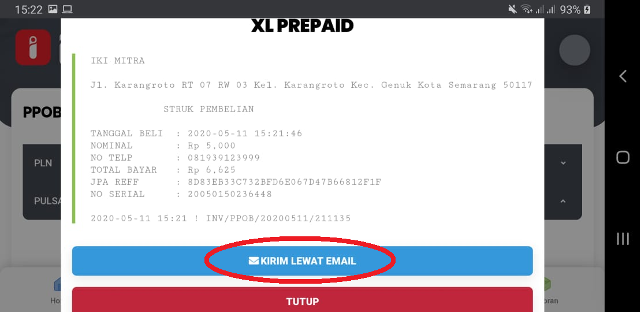 15:22
93%
XL PREPAID
IKI MITRA
Jl. Karangroto RT 07 RW 03 Kel. Karangroto Kec. Genuk Kota Semarang 50117
STRUK PEMBELIAN
TANGGAL BELI : 2020-05-11 15:21:46
NOMINAL : Rp 5,000
NO TELP : 081939123999
TOTAL BAYAR : Rp 6,625
JPA REFF : 8D83EB33C73ZBFD6E067D47B66812F1F
NO SERIAL : 20050150236448
2020-05-11 15:21 ! INV/PPOB/20200511/211135
KIRIM LEWAT EMAIL
TUTUP
PPOB
PLN
PULSA